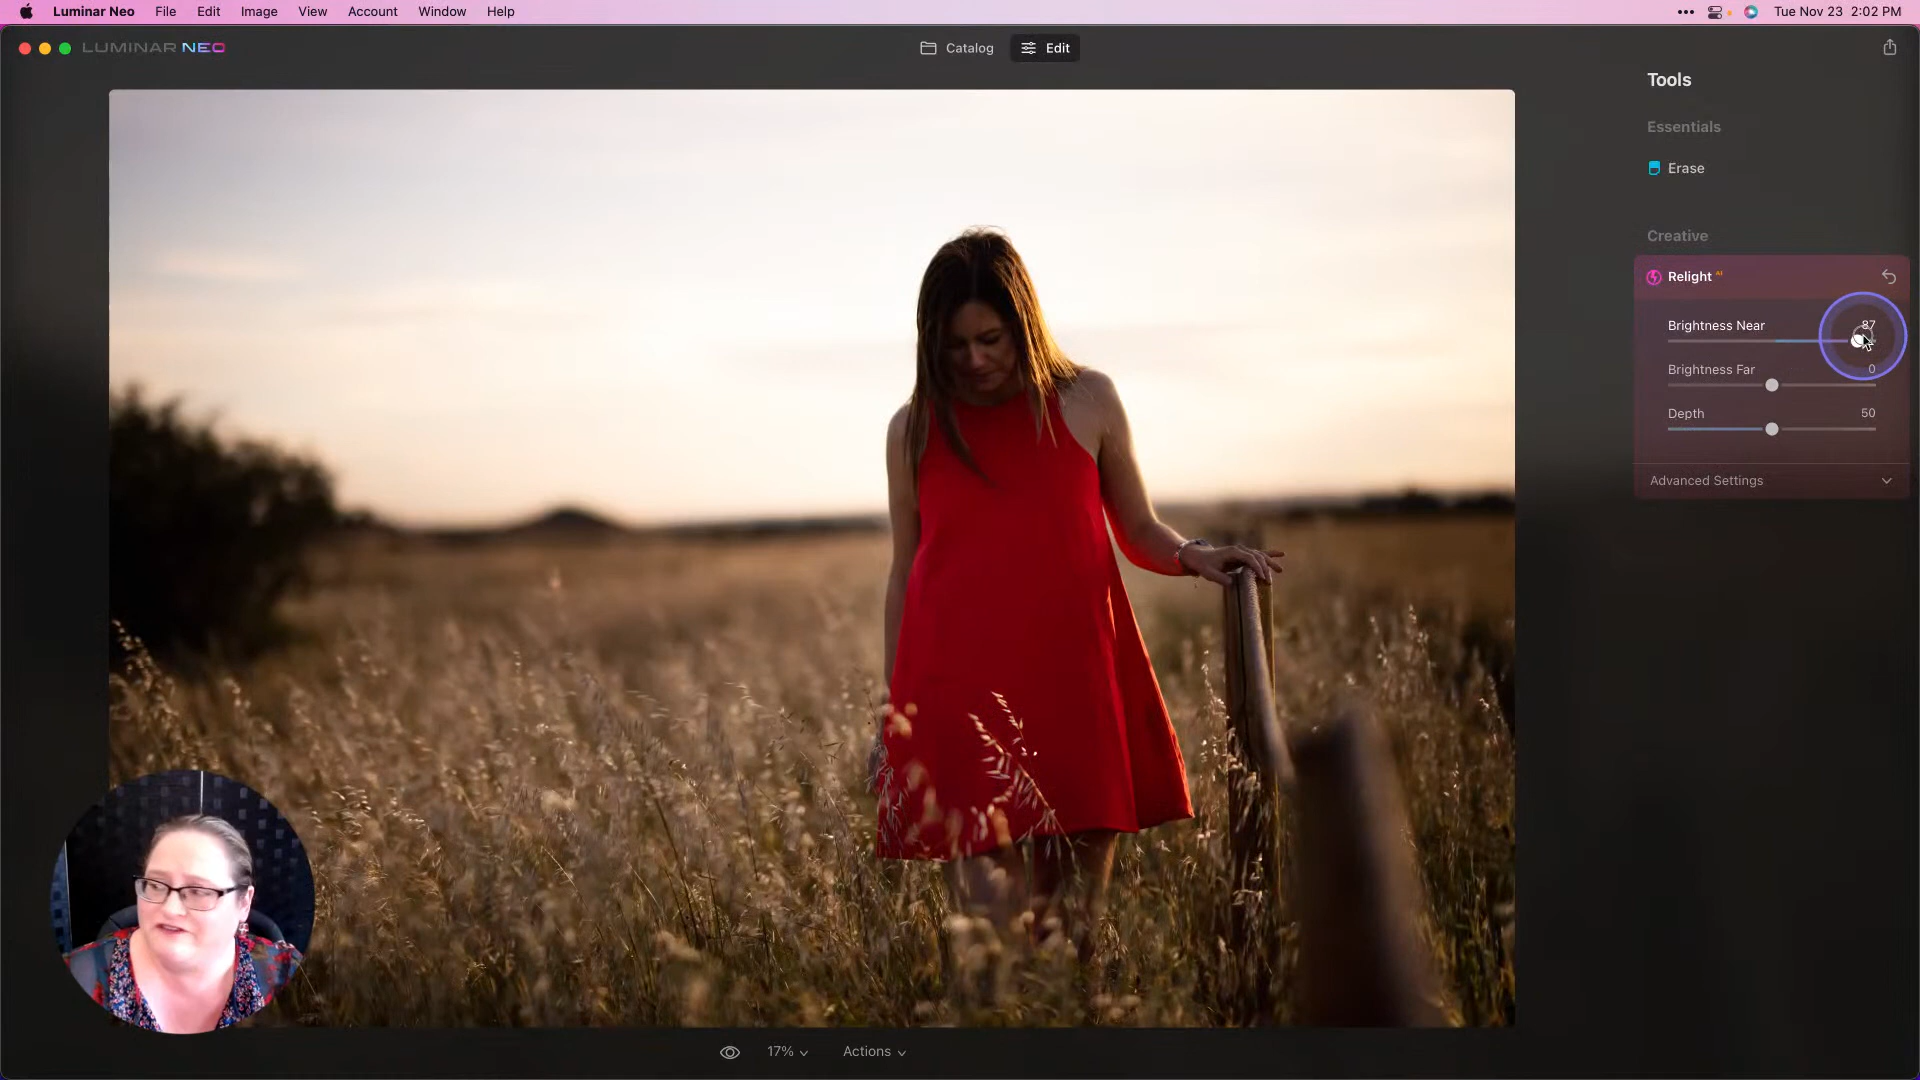 Luminar Neo File Edit Image View Account Window Help
Tue Nov 23 2:02 PM
LUMINAR NEO
Catalog
Edit
Tools
Essentials
Erase
Creative
Relight AI
Brightness Near 87
Brightness Far 0
Depth 50
Advanced Settings
17%
Actions